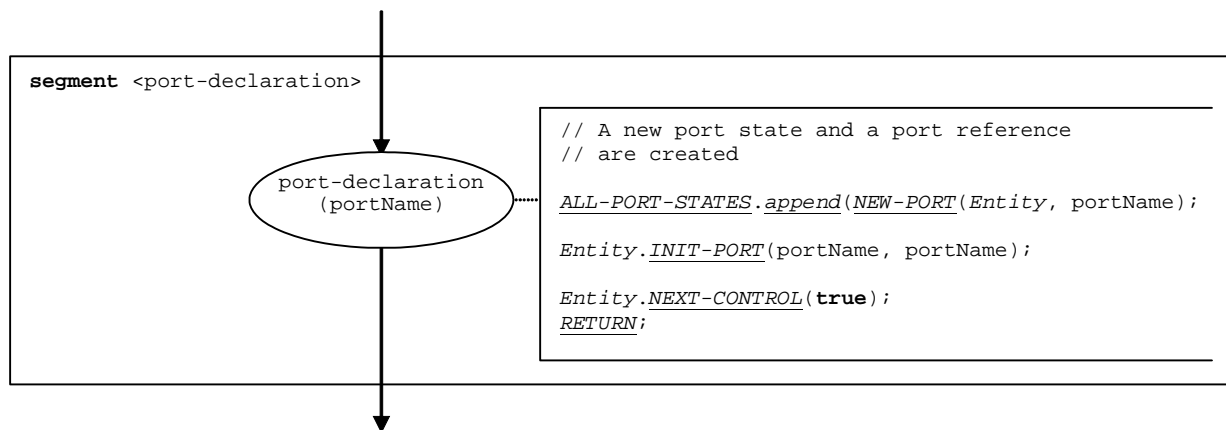 segment <port-declaration>
port-declaration
(portName)
// A new port state and a port reference
// are created
ALL-PORT-STATES.append(NEW-PORT(Entity, portName);
Entity.INIT-PORT(portName, portName);
Entity.NEXT-CONTROL(true);
RETURN;